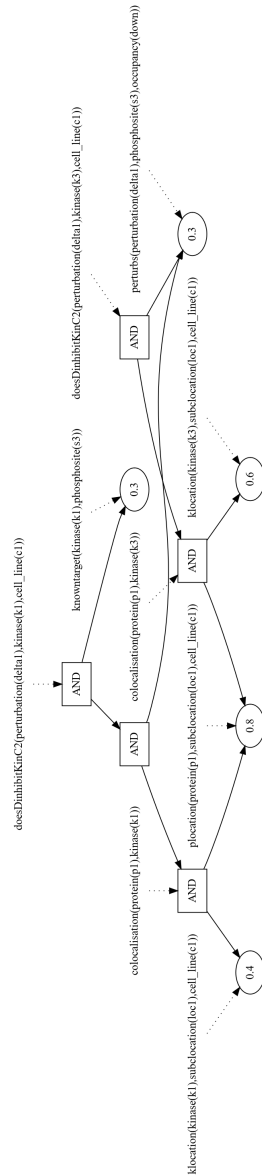 doesDinhibitKinC2(perturbation(delta1),kinase(k1),cell_line(c1))
AND
knowntarget(kinase(k1),phosphosite(s3))
doesDinhibitKinC2(perturbation(delta1),kinase(k3),cell_line(c1))
colocalisation(protein(p1),kinase(k1))
AND
colocalisation(protein(p1),kinase(k3))
0.3
AND
perturbs(perturbation(delta1),phosphosite(s3),occupancy(down))
klocation(kinase(k1),subclocation(loc1),cell_line(c1))
AND
plocation(protein(p1),subclocation(loc1),cell_line(c1))
AND
klocation(kinase(k3),subclocation(loc1),cell_line(c1))
0.3
0.4
0.8
0.6